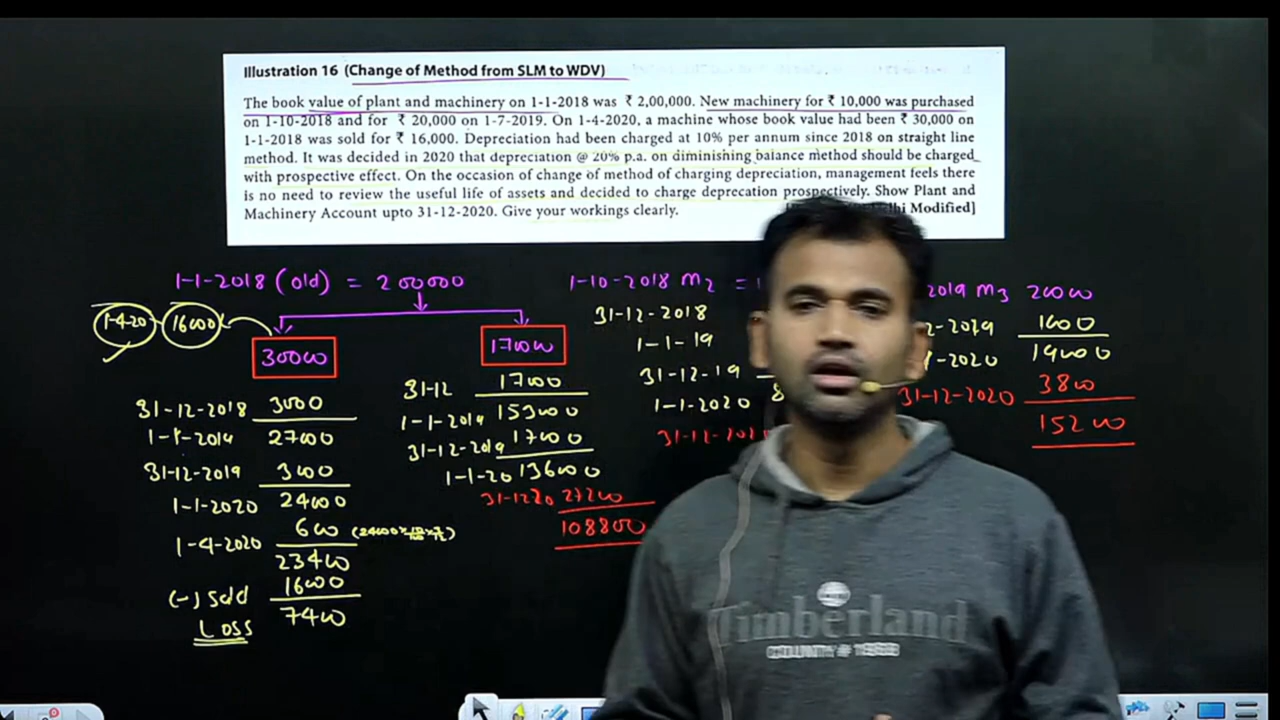 Illustration 16 (Change of Method from SLM to WDV)
The book value of plant and machinery on 1-1-2018 was ₹ 2,00,000. New machinery for ₹ 10,000 was purchased
on 1-10-2018 and for ₹ 20,000 on 1-7-2019. On 1-4-2020, a machine whose book value had been ₹ 30,000 on
1-1-2018 was sold for ₹ 16,000. Depreciation had been charged at 10% per annum since 2018 on straight line
method. It was decided in 2020 that depreciation @ 20% p.a. on diminishing balance method should be charged
with prospective effect. On the occasion of change of method of charging depreciation, management feels there
is no need to review the useful life of assets and decided to charge deprecation prospectively. Show Plant and
Machinery Account upto 31-12-2020. Give your workings clearly. Modified]
1-1-2018 (old) = 200000
1-10-2018 m2 =
2019 m3 20000
1-4-20 16000
30000
170000
31-12-2018 3000
27000
31-12-2019 3000
1-1-2020 24000
1-4-2020 600
23400
(-) Sold 16000
Loss 7400
31-12 17000
1-1-2019 153000
31-12-2019 17000
1-1-20 136000
27200
108800
31-12-2018
1-1-19
31-12-19
1-1-2020 8
2019 1000
2020 19000
31-12-2020 3800
15200
Timberland